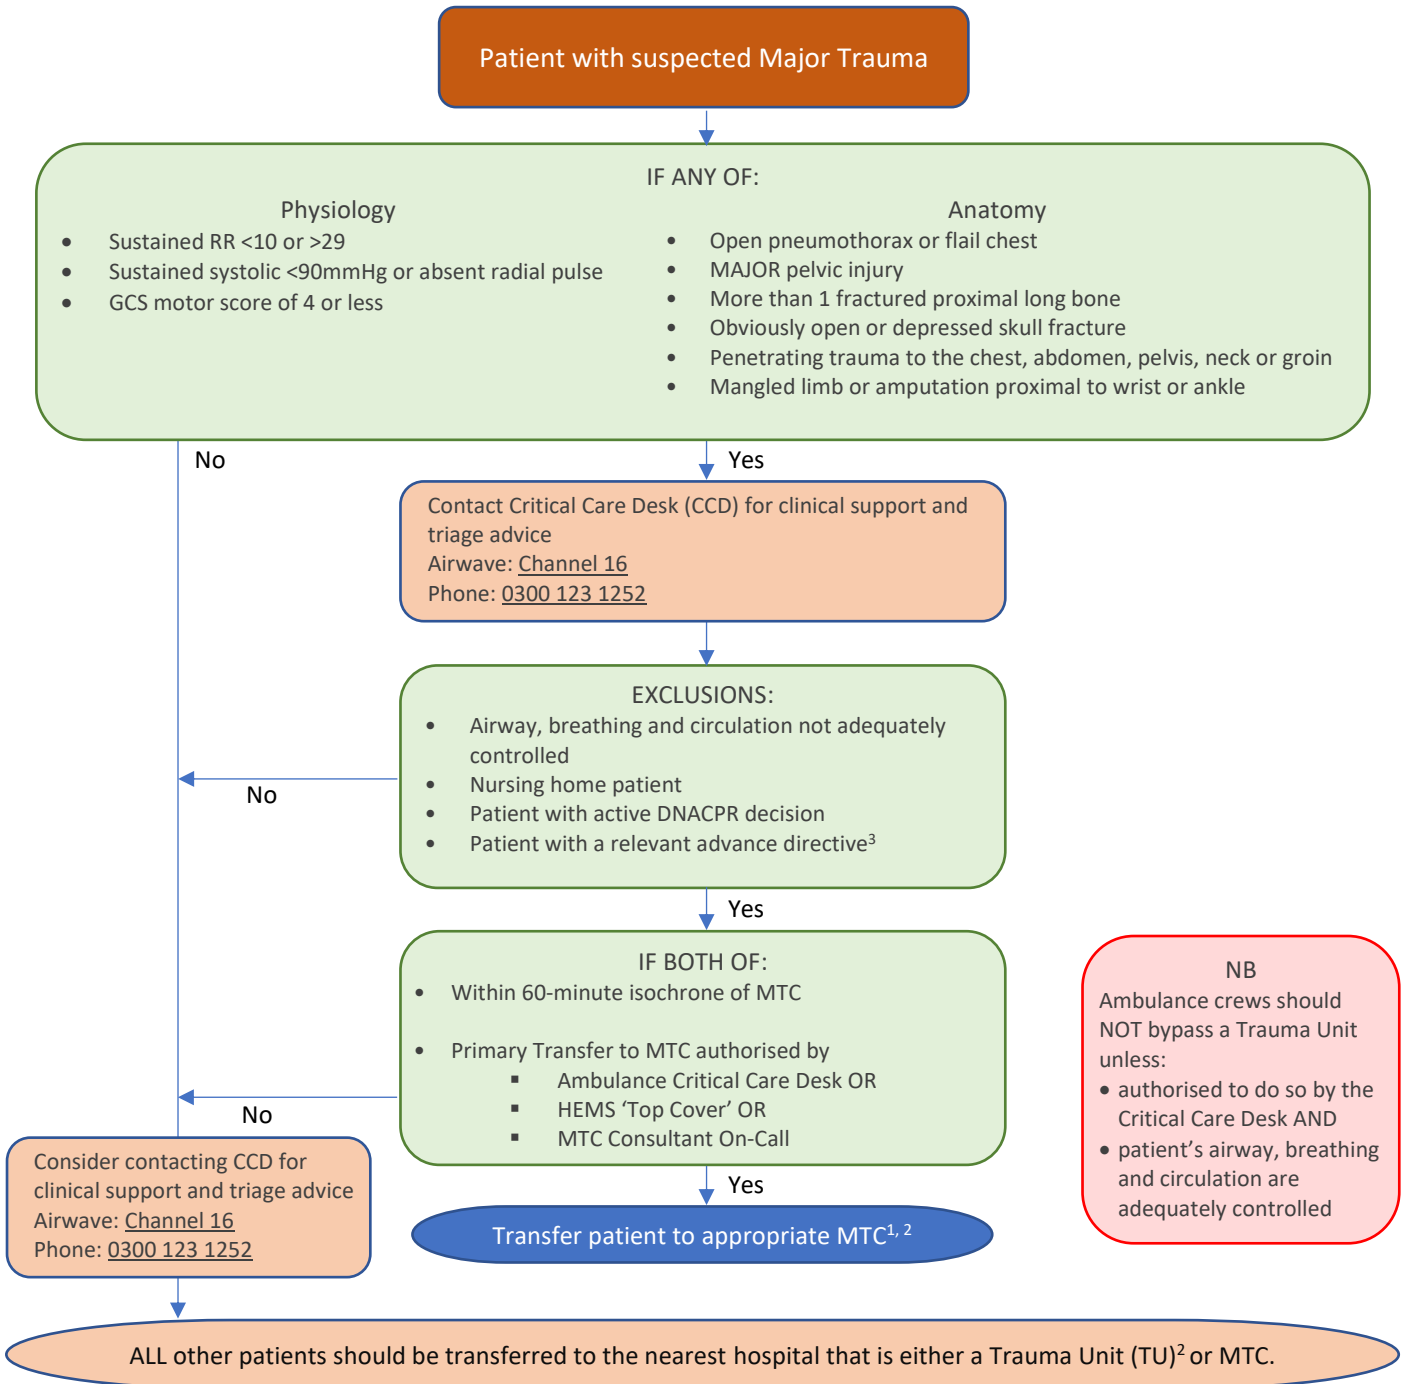 Patient with suspected Major Trauma
IF ANY OF:
Physiology
• Sustained RR <10 or >29
• Sustained systolic <90mmHg or absent radial pulse
• GCS motor score of 4 or less
Anatomy
• Open pneumothorax or flail chest
• MAJOR pelvic injury
• More than 1 fractured proximal long bone
• Obviously open or depressed skull fracture
• Penetrating trauma to the chest, abdomen, pelvis, neck or groin
• Mangled limb or amputation proximal to wrist or ankle
No
Yes
Contact Critical Care Desk (CCD) for clinical support and
triage advice
Airwave: Channel 16
Phone: 0300 123 1252
EXCLUSIONS:
• Airway, breathing and circulation not adequately
controlled
• Nursing home patient
• Patient with active DNACPR decision
• Patient with a relevant advance directive³
No
Yes
IF BOTH OF:
• Within 60-minute isochrone of MTC
• Primary Transfer to MTC authorised by
▪ Ambulance Critical Care Desk OR
▪ HEMS ‘Top Cover’ OR
▪ MTC Consultant On-Call
No
Yes
NB
Ambulance crews should
NOT bypass a Trauma Unit
unless:
• authorised to do so by the
Critical Care Desk AND
• patient’s airway, breathing
and circulation are
adequately controlled
Consider contacting CCD for
clinical support and triage advice
Airwave: Channel 16
Phone: 0300 123 1252
Transfer patient to appropriate MTC¹, ²
ALL other patients should be transferred to the nearest hospital that is either a Trauma Unit (TU)² or MTC.